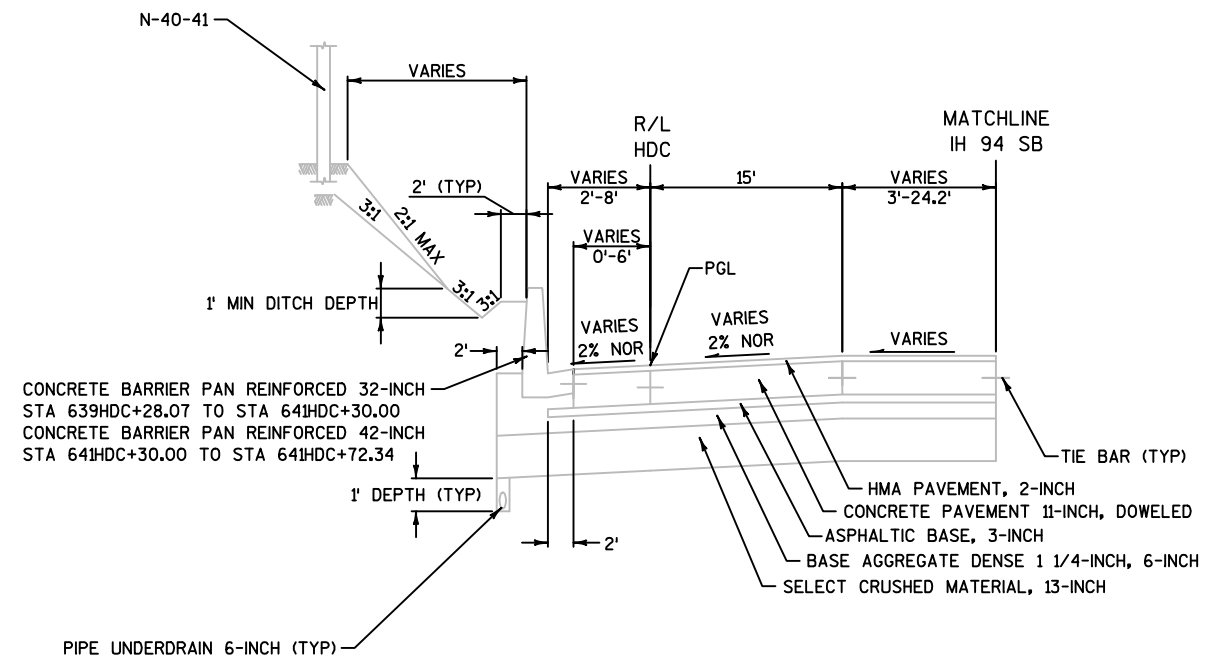 N-40-41
VARIES
R/L
HDC
MATCHLINE
IH 94 SB
2' (TYP)
VARIES
2'-8'
15'
VARIES
3'-24.2'
VARIES
0'-6'
3:1
2:1 MAX
PGL
1' MIN DITCH DEPTH
3:1
3:1
VARIES
2% NOR
VARIES
2% NOR
VARIES
2'
CONCRETE BARRIER PAN REINFORCED 32-INCH
STA 639HDC+28.07 TO STA 641HDC+30.00
CONCRETE BARRIER PAN REINFORCED 42-INCH
STA 641HDC+30.00 TO STA 641HDC+72.34
TIE BAR (TYP)
1' DEPTH (TYP)
HMA PAVEMENT, 2-INCH
CONCRETE PAVEMENT 11-INCH, DOWELED
ASPHALTIC BASE, 3-INCH
2'
BASE AGGREGATE DENSE 1 1/4-INCH, 6-INCH
SELECT CRUSHED MATERIAL, 13-INCH
PIPE UNDERDRAIN 6-INCH (TYP)